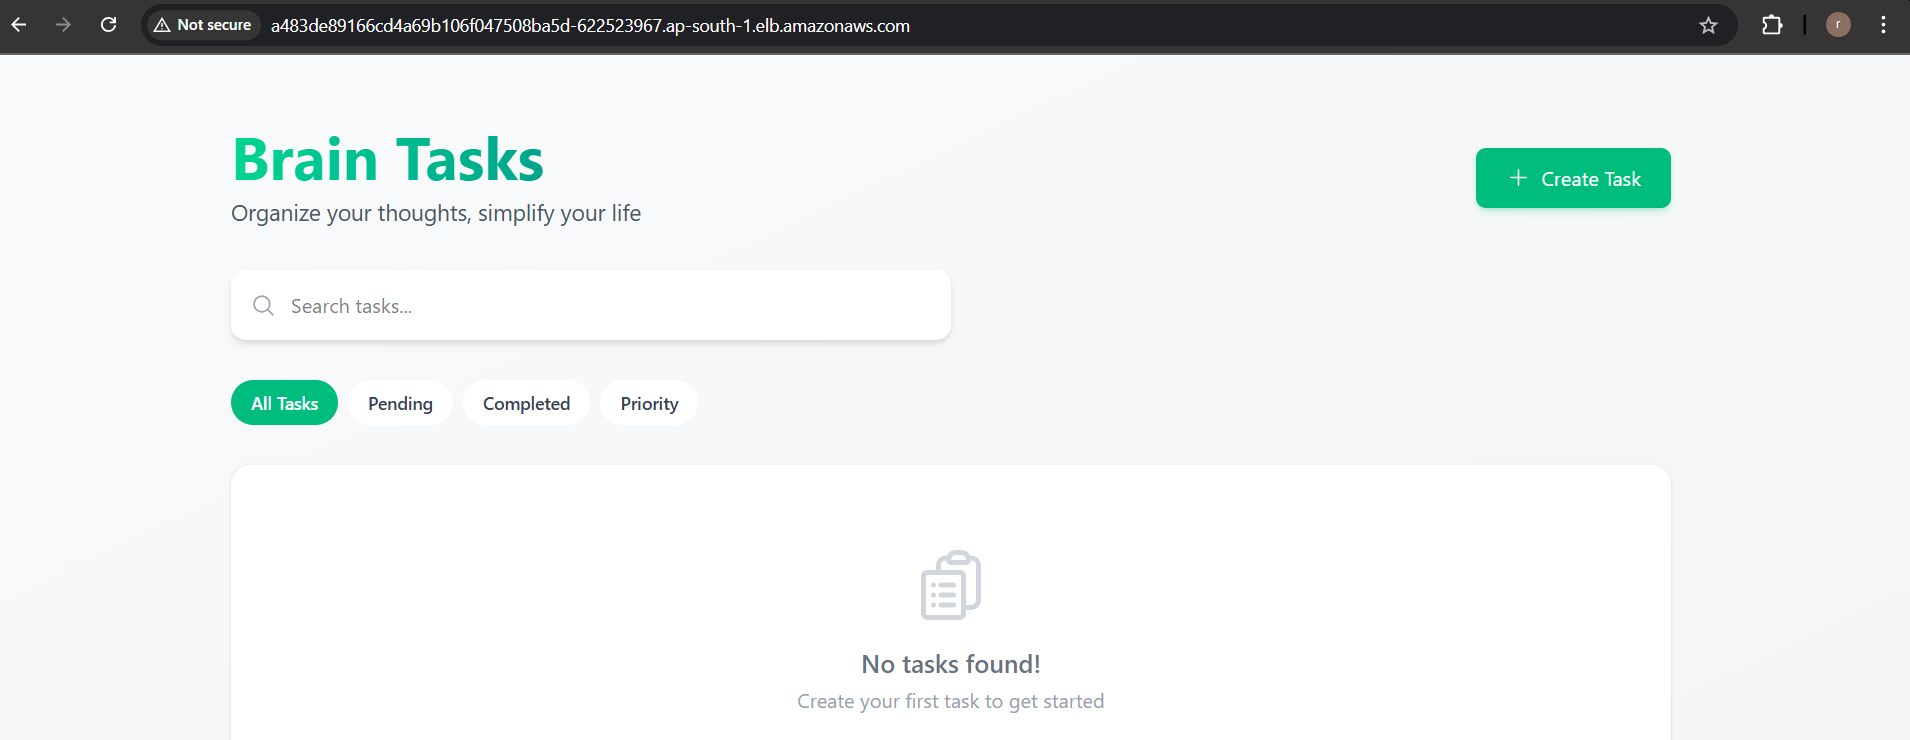 Not secure
a483de89166cd4a69b106f047508ba5d-622523967.ap-south-1.elb.amazonaws.com
r
Brain Tasks
Organize your thoughts, simplify your life
Create Task
Search tasks...
All Tasks Pending Completed Priority
No tasks found!
Create your first task to get started